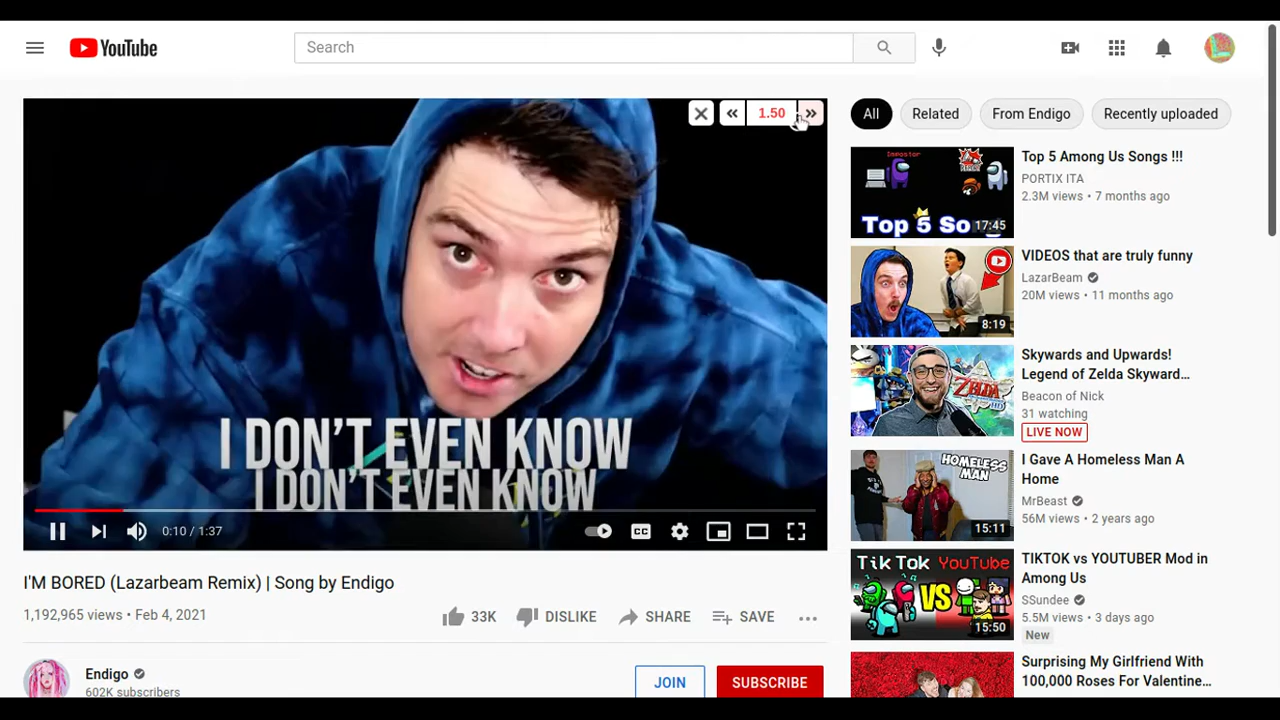 YouTube
Search
1.50
I DON'T EVEN KNOW
I DON'T EVEN KNOW
0:10 / 1:37
CC
I'M BORED (Lazarbeam Remix) | Song by Endigo
1,192,965 views • Feb 4, 2021
33K DISLIKE SHARE SAVE
Endigo
602K subscribers
JOIN SUBSCRIBE
All Related From Endigo Recently uploaded
Impostor
Top 5 So
17:45
Top 5 Among Us Songs !!!
PORTIX ITA
2.3M views • 7 months ago
8:19
VIDEOS that are truly funny
LazarBeam
20M views • 11 months ago
ZELDA
HD
Skywards and Upwards!
Legend of Zelda Skyward...
Beacon of Nick
31 watching
LIVE NOW
HOMELESS
MAN
15:11
I Gave A Homeless Man A
Home
MrBeast
56M views • 2 years ago
TikTok YouTube
VS
15:50
TIKTOK vs YOUTUBER Mod in
Among Us
SSundee
5.5M views • 3 days ago
New
Surprising My Girlfriend With
100,000 Roses For Valentine...